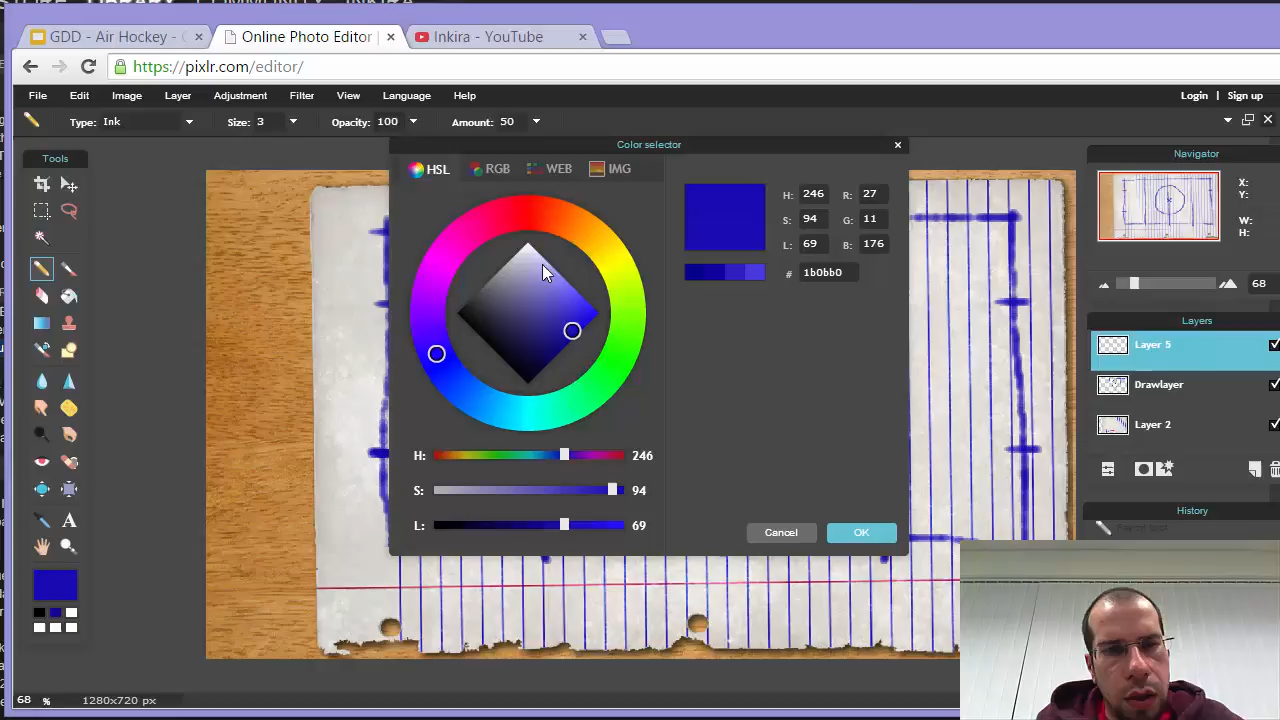 GDD - Air Hockey -
Online Photo Editor
Inkira - YouTube
https://pixlr.com/editor/
File Edit Image Layer Adjustment Filter View Language Help
Login | Sign up
Type: Ink Size: 3 Opacity: 100 Amount: 50
Color selector
Tools
HSL RGB WEB IMG
H: 246 R: 27
S: 94 G: 11
L: 69 B: 176
# 1b0bb0
H: 246
S: 94
L: 69
Cancel OK
Navigator
X:
Y:
W:
H:
68
Layers
Layer 5
Drawlayer
Layer 2
History
68 % 1280x720 px